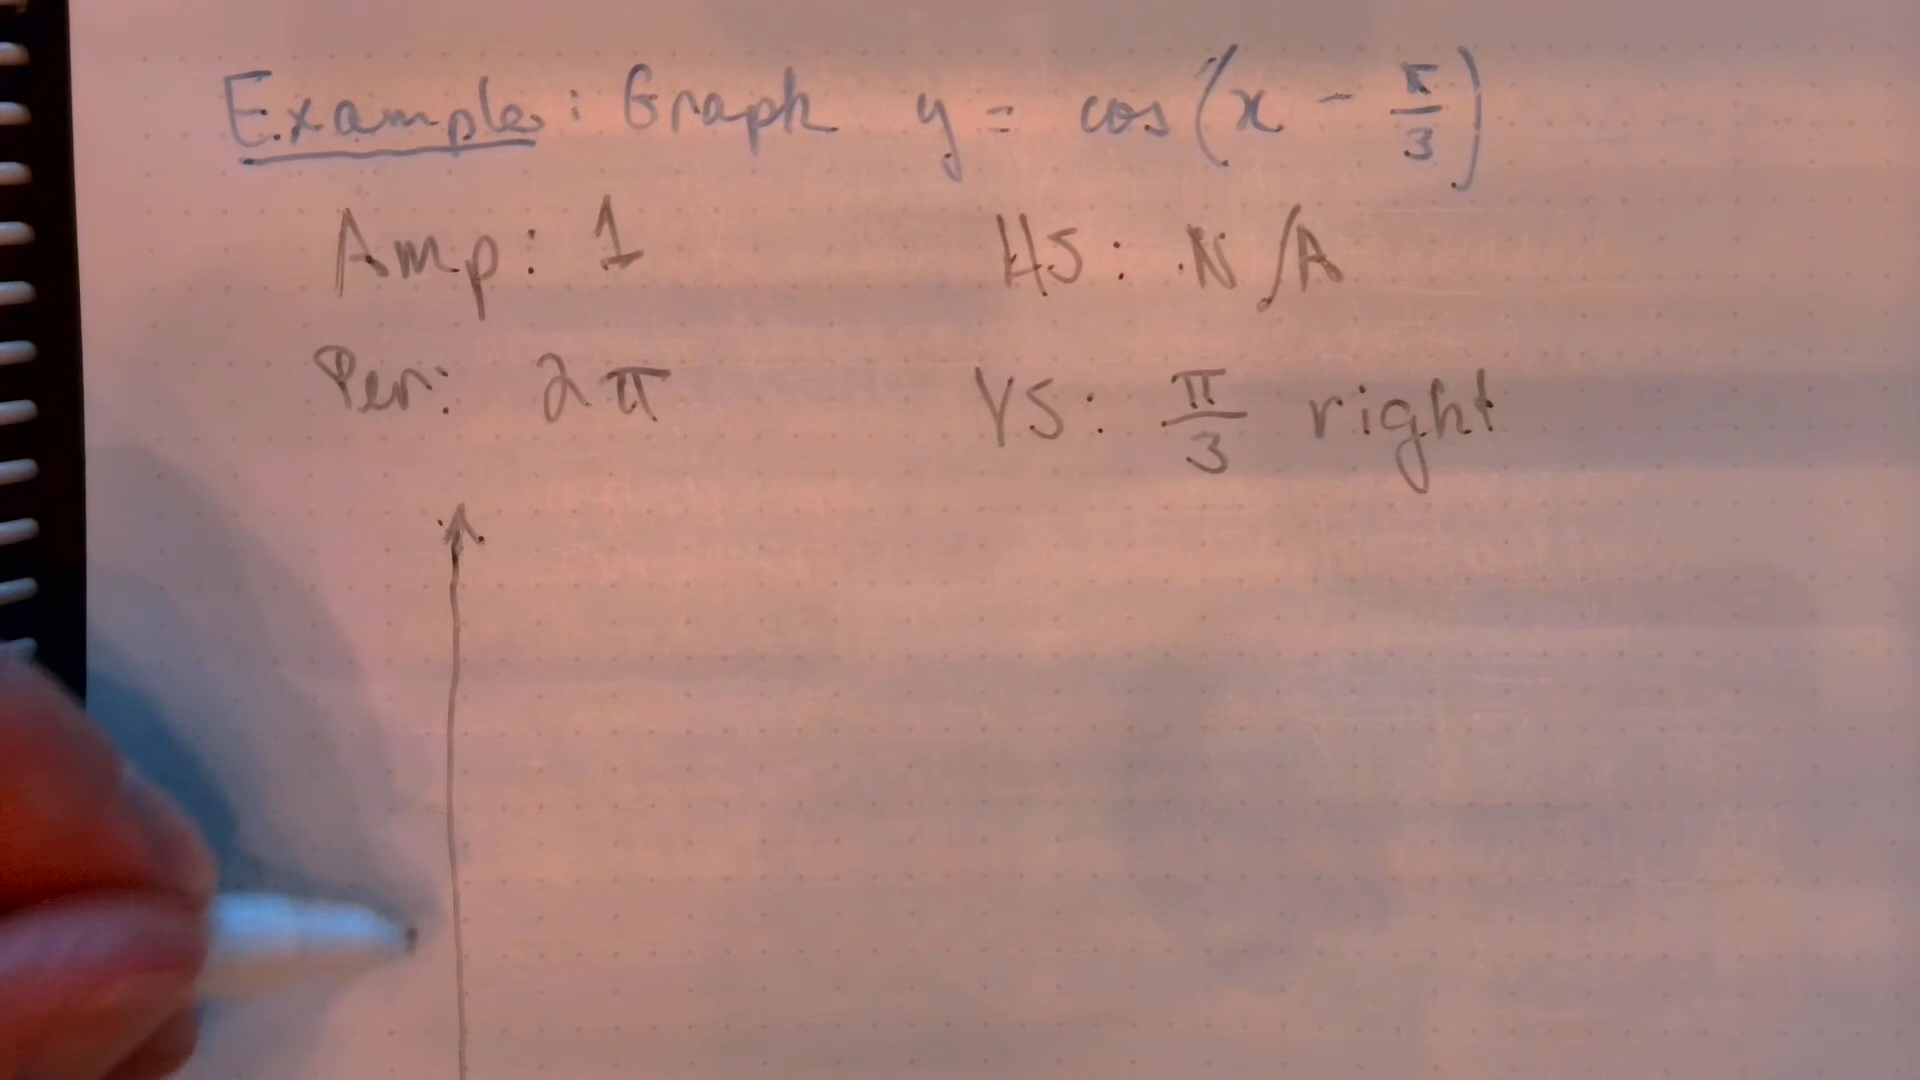 Example: Graph y = cos(x - π/3)
Amp: 1 HS: N/A
Per: 2π VS: π/3 right